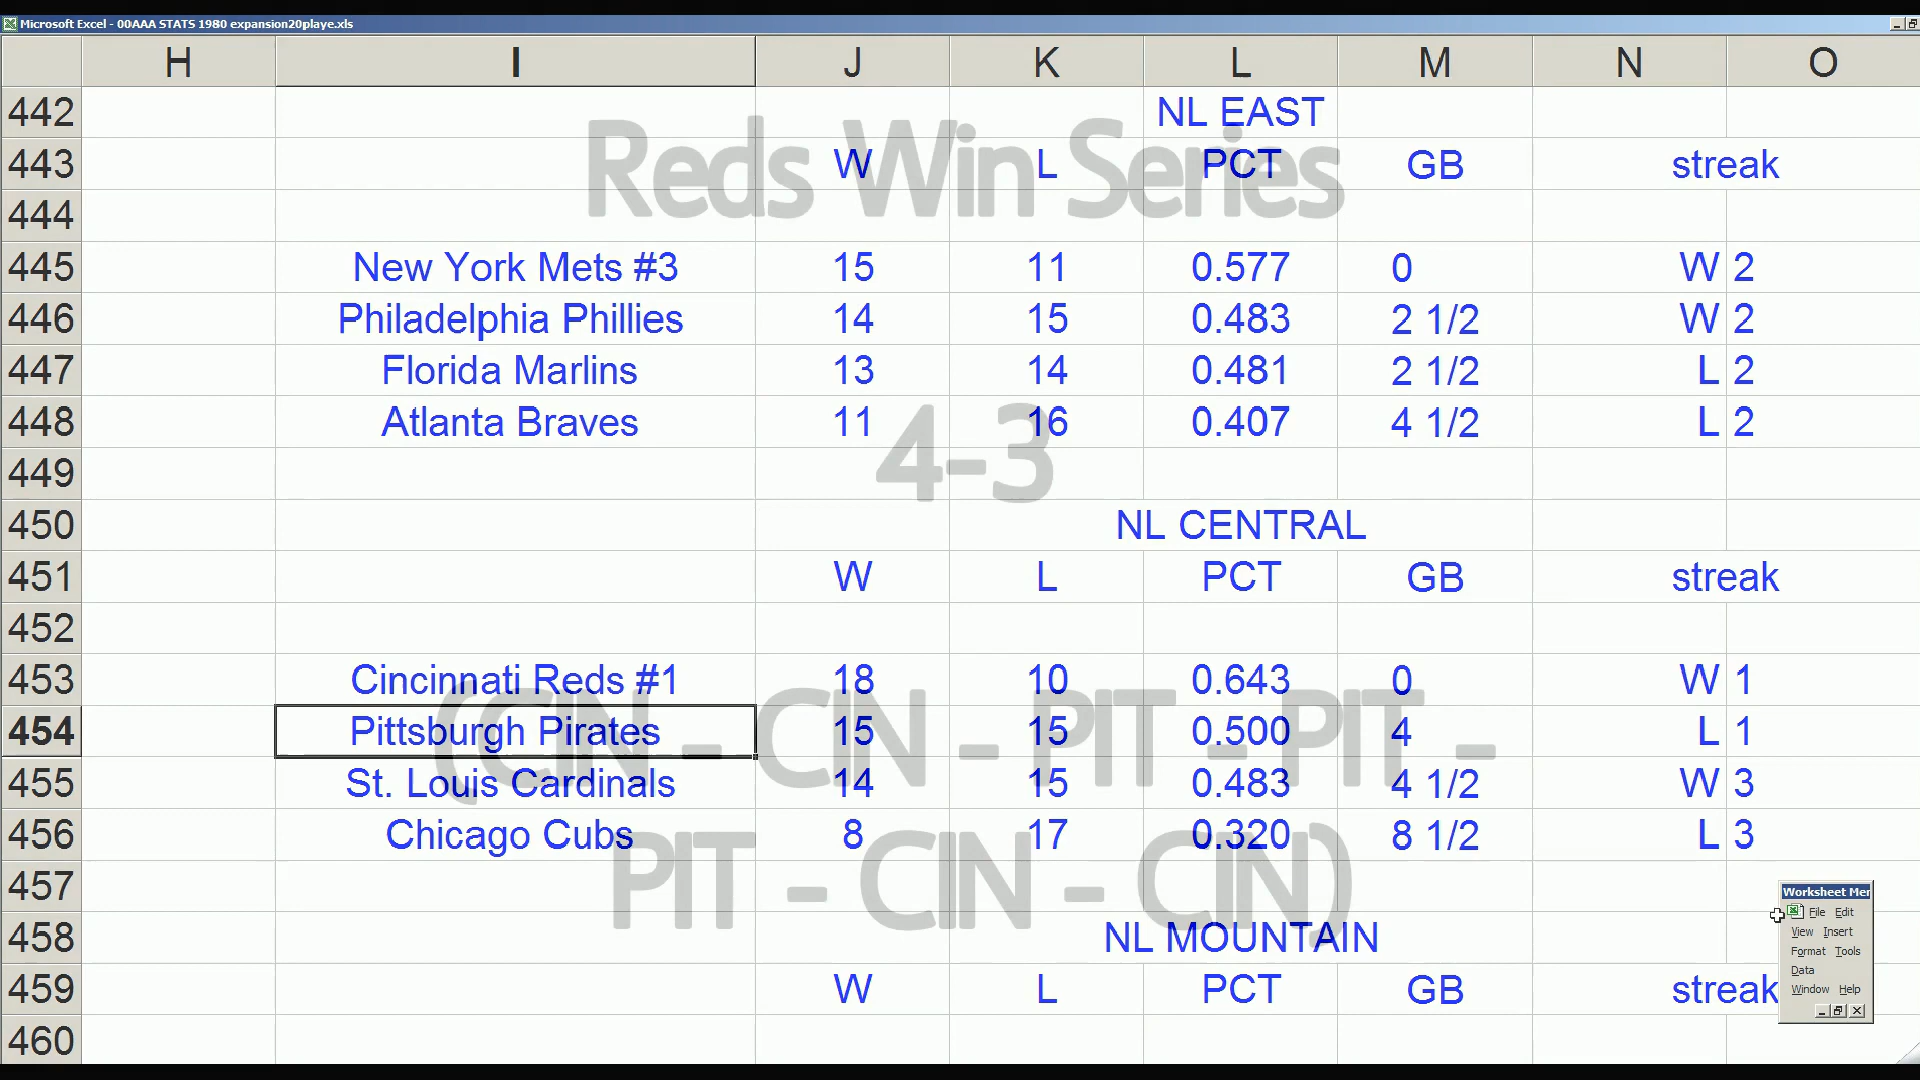 Microsoft Excel - 00AAA STATS 1980 expansion20playe.xls
H I J K L M N O
442 NL EAST
Reds Win Series
443 W L PCT GB streak
444
445 New York Mets #3 15 11 0.577 0 W 2
446 Philadelphia Phillies 14 15 0.483 2 1/2 W 2
447 Florida Marlins 13 14 0.481 2 1/2 L 2
448 Atlanta Braves 11 16 0.407 4 1/2 L 2
4-3
449
450 NL CENTRAL
451 W L PCT GB streak
452
453 Cincinnati Reds #1 18 10 0.643 0 W 1
454 Pittsburgh Pirates 15 15 0.500 4 L 1
(CIN - CIN - PIT - PIT -
455 St. Louis Cardinals 14 15 0.483 4 1/2 W 3
456 Chicago Cubs 8 17 0.320 8 1/2 L 3
PIT - CIN - CIN)
457
458 NL MOUNTAIN
459 W L PCT GB streak
460
Worksheet Mer
File Edit
View Insert
Format Tools
Data
Window Help